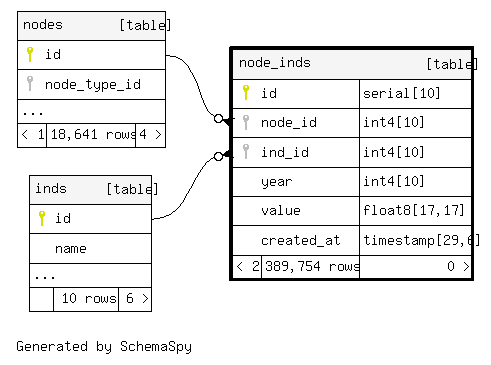 nodes [table]
id
node_type_id
...
< 1 18,641 rows 4 >
inds [table]
id
name
...
10 rows 6 >
node_inds [table]
id serial[10]
node_id int4[10]
ind_id int4[10]
year int4[10]
value float8[17,17]
created_at timestamp[29,6]
< 2 389,754 rows 0 >
Generated by SchemaSpy